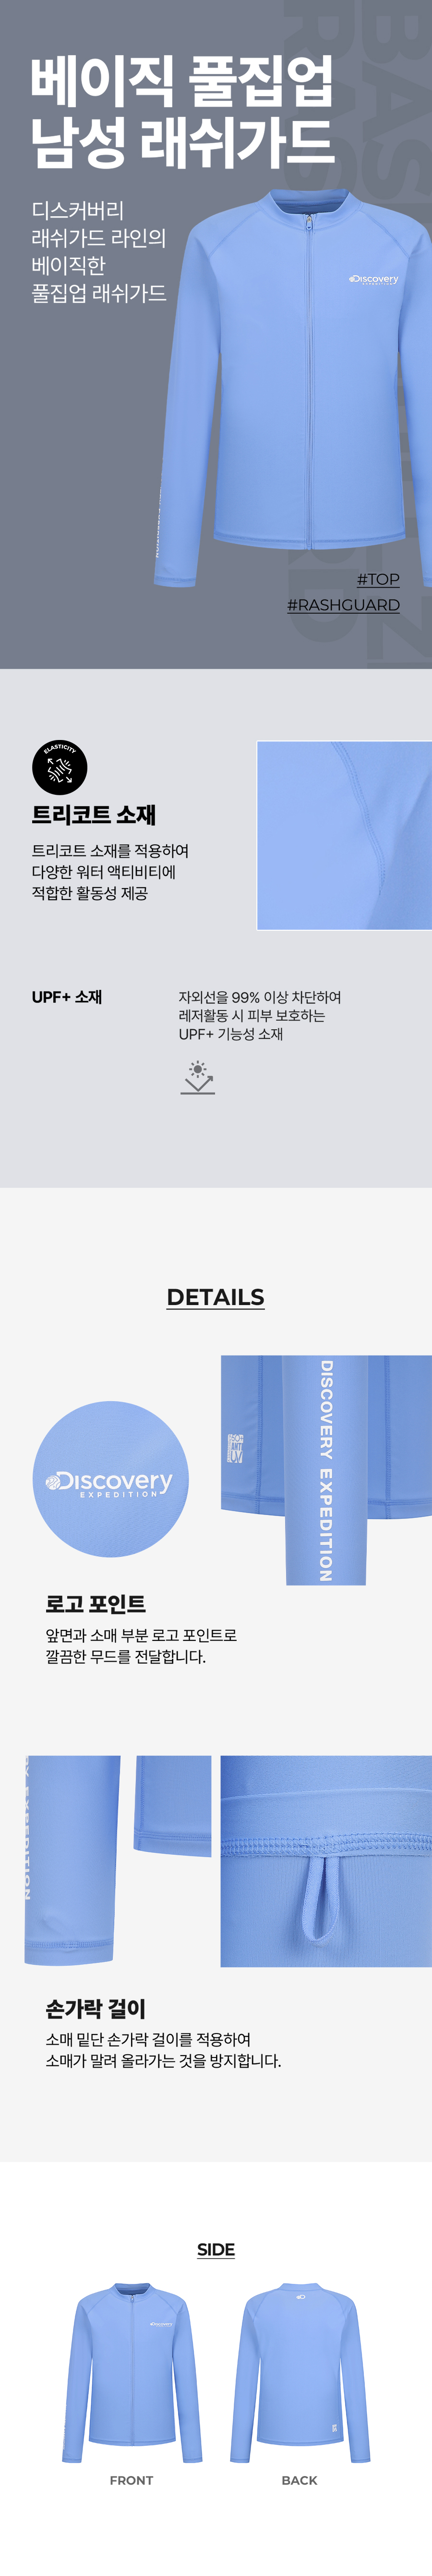 베이직 풀집업
남성 래쉬가드
디스커버리
래쉬가드 라인의
베이직한
풀집업 래쉬가드
Discovery
EXPEDITION
#TOP
#RASHGUARD
ELASTICITY
트리코트 소재
트리코트 소재를 적용하여
다양한 워터 액티비티에
적합한 활동성 제공
UPF+ 소재
자외선을 99% 이상 차단하여
레저활동 시 피부 보호하는
UPF+ 기능성 소재
DETAILS
DISCOVERY EXPEDITION
Discovery
EXPEDITION
로고 포인트
앞면과 소매 부분 로고 포인트로
깔끔한 무드를 전달합니다.
EXPEDITION
손가락 걸이
소매 밑단 손가락 걸이를 적용하여
소매가 말려 올라가는 것을 방지합니다.
SIDE
Discovery
FRONT
BACK